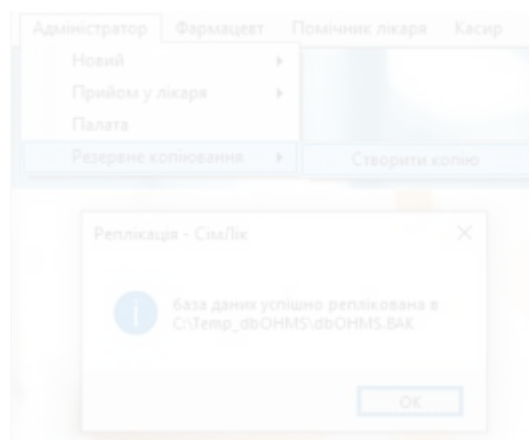 Адміністратор Фармацевт Помічник лікаря Касир
Новий
Прийом у лікаря
Палата
Резервне копіювання Створити копію
Реплікація - СімЛік
база даних успішно реплікована в
C:\Temp_dbOHMS\dbOHMS.BAK
OK